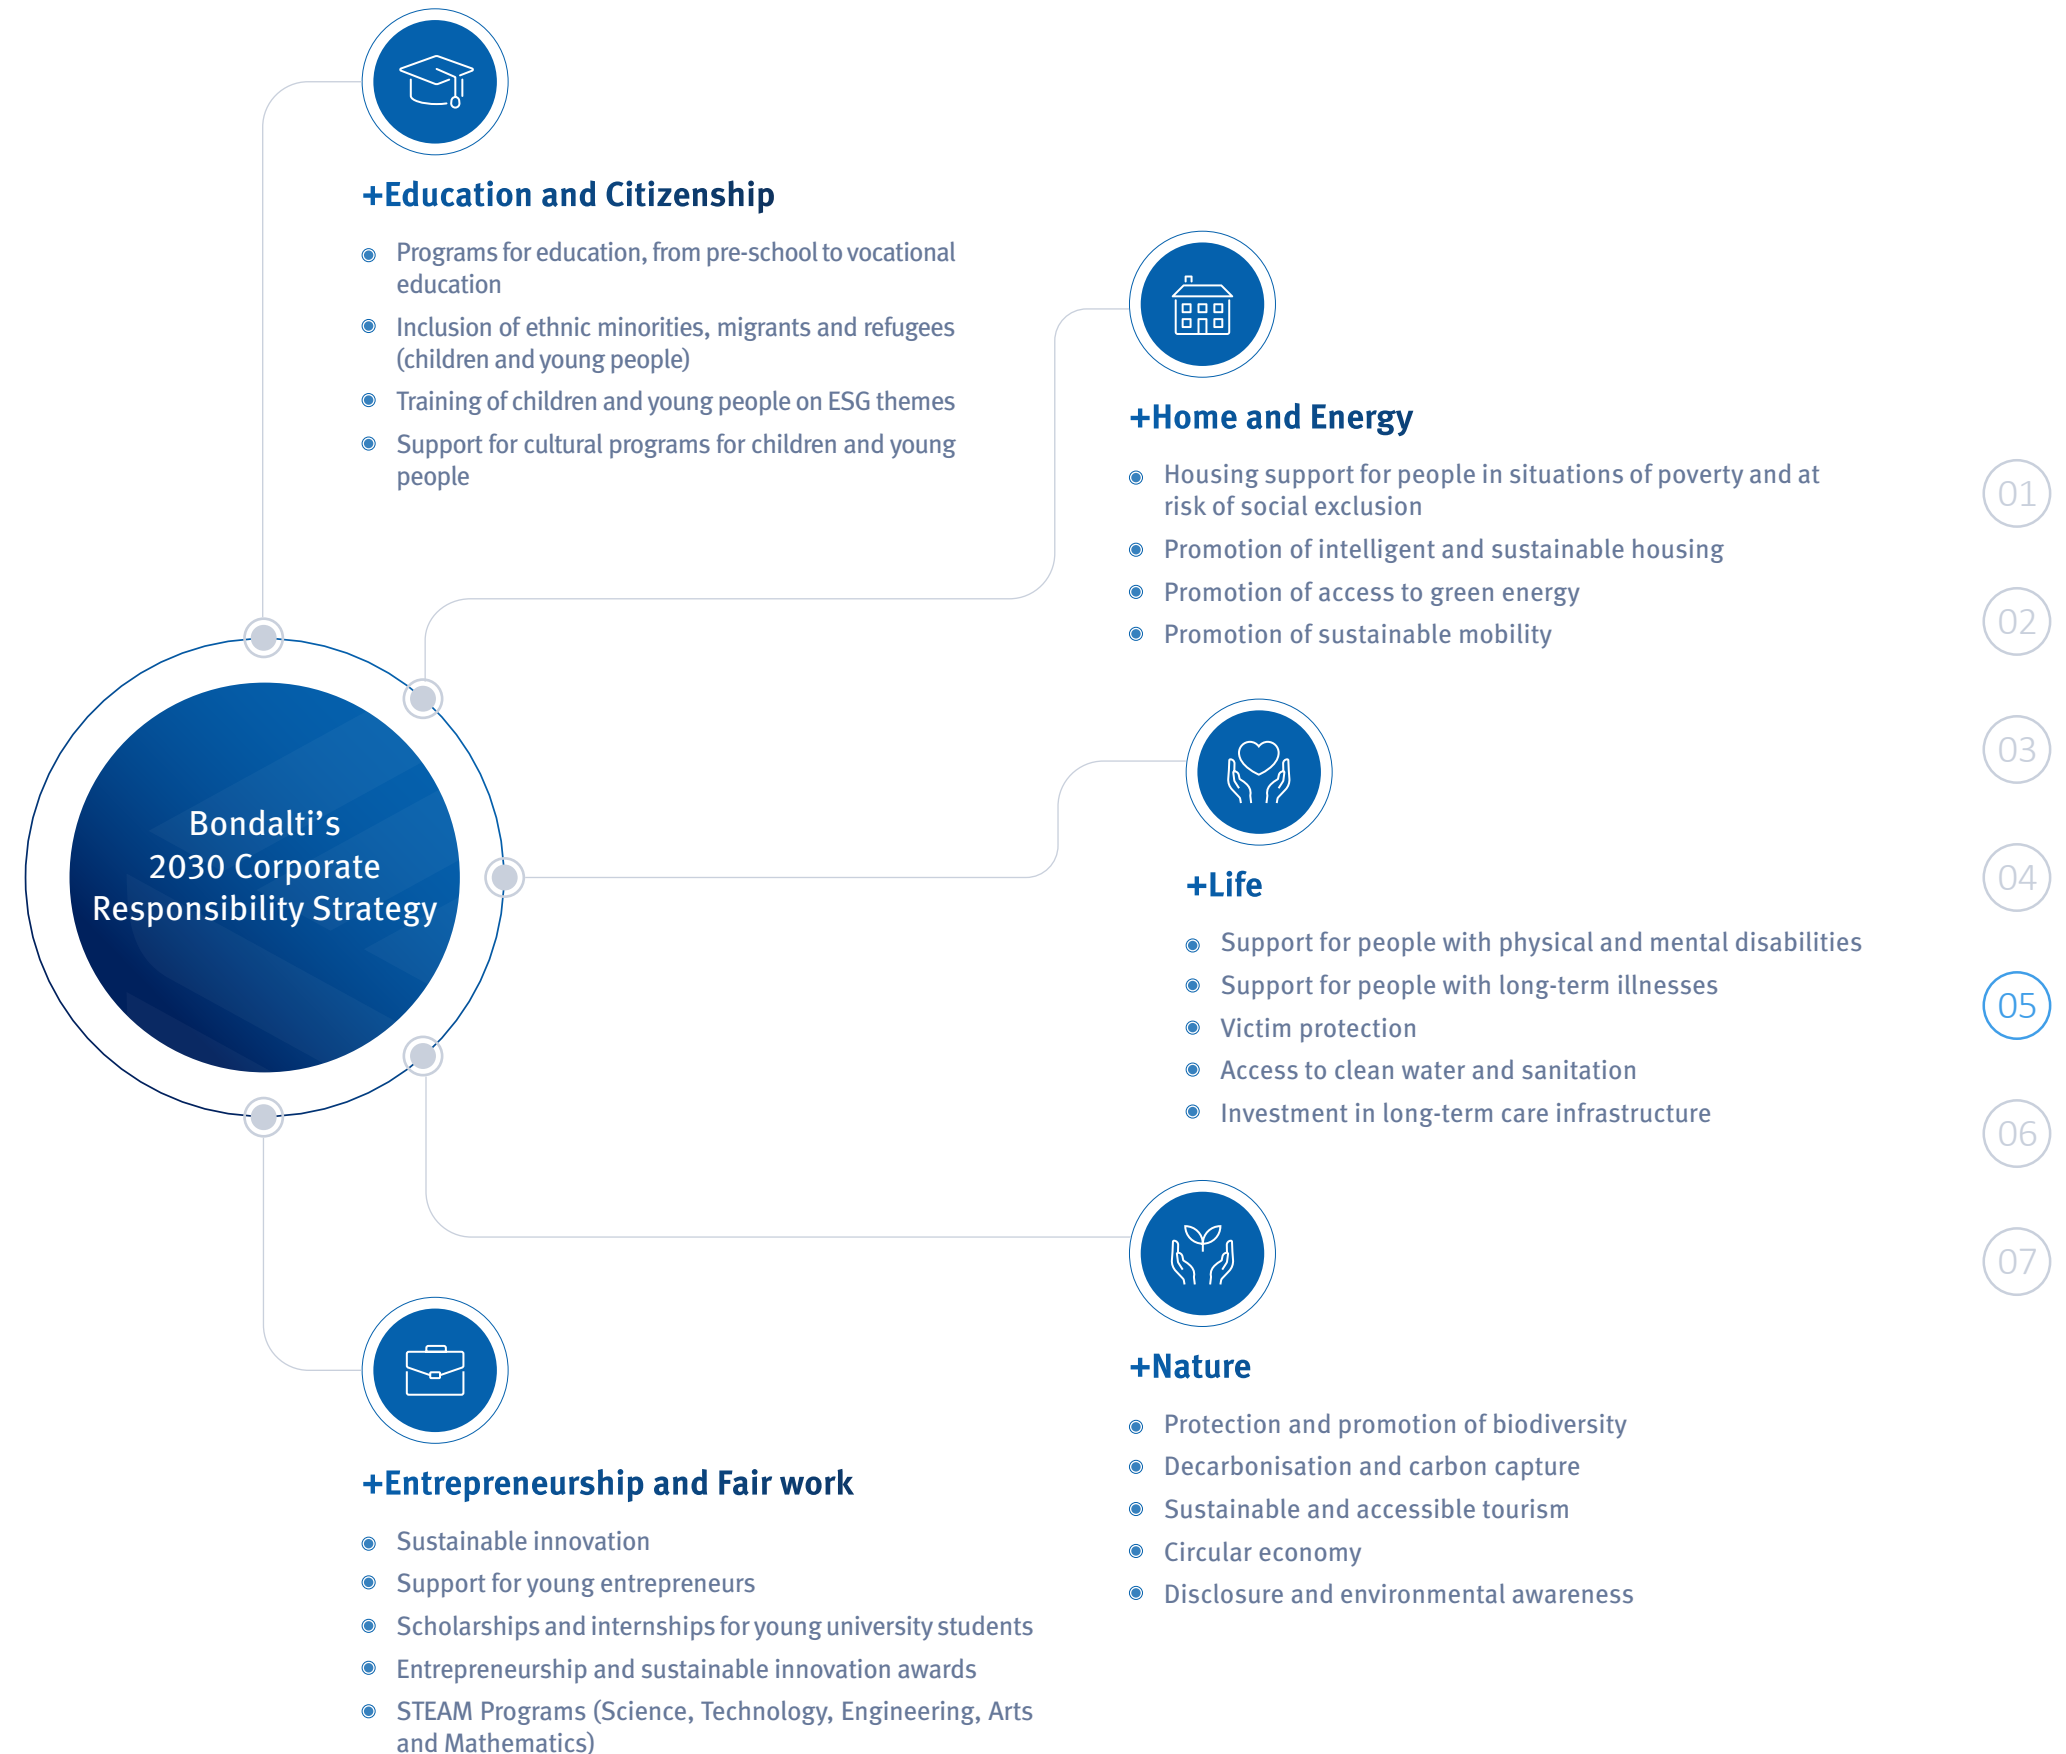 +Education and Citizenship
Programs for education, from pre-school to vocational
education
Inclusion of ethnic minorities, migrants and refugees
(children and young people)
Training of children and young people on ESG themes
Support for cultural programs for children and young
people
+Home and Energy
Housing support for people in situations of poverty and at
risk of social exclusion
Promotion of intelligent and sustainable housing
Promotion of access to green energy
Promotion of sustainable mobility
Bondalti’s
2030 Corporate
Responsibility Strategy
+Life
Support for people with physical and mental disabilities
Support for people with long-term illnesses
Victim protection
Access to clean water and sanitation
Investment in long-term care infrastructure
+Nature
Protection and promotion of biodiversity
Decarbonisation and carbon capture
Sustainable and accessible tourism
Circular economy
Disclosure and environmental awareness
+Entrepreneurship and Fair work
Sustainable innovation
Support for young entrepreneurs
Scholarships and internships for young university students
Entrepreneurship and sustainable innovation awards
STEAM Programs (Science, Technology, Engineering, Arts
and Mathematics)
01
02
03
04
05
06
07